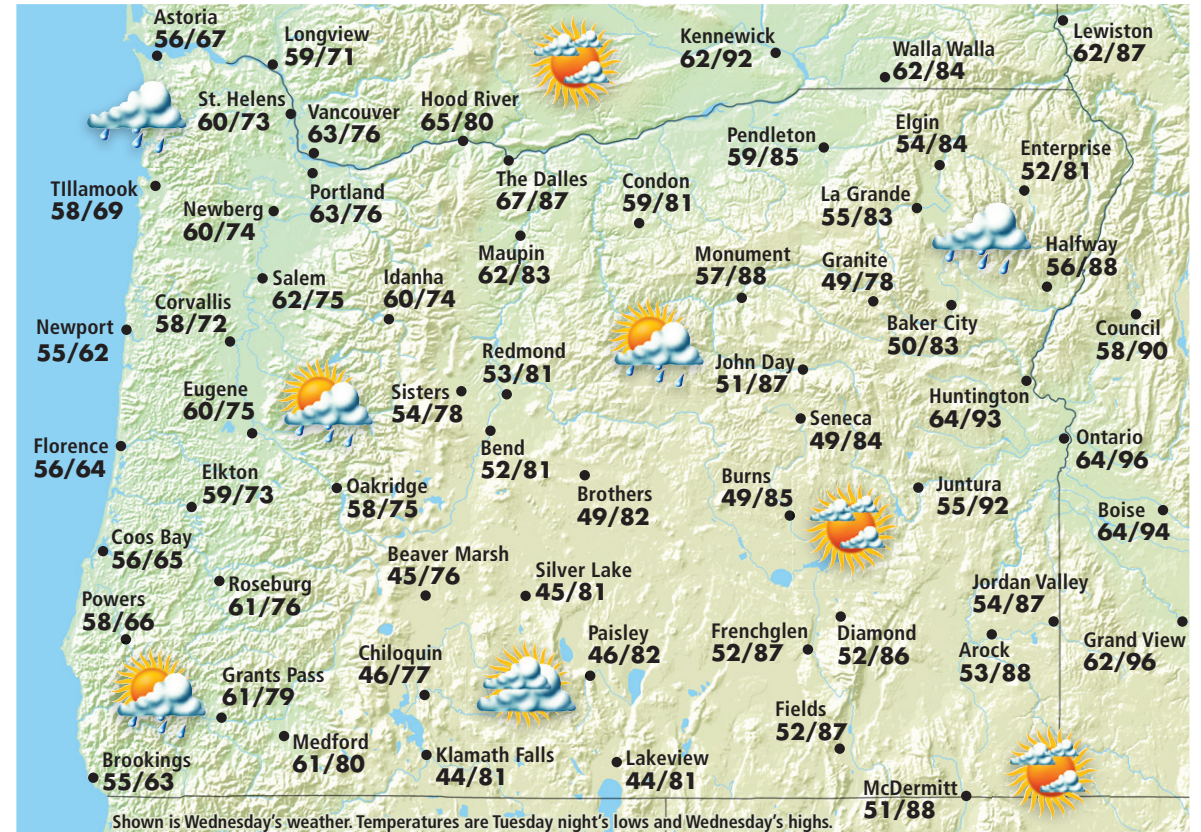 Astoria
56/67
Longview
59/71
Kennewick
62/92
Walla Walla
62/84
Lewiston
62/87
St. Helens
60/73
Vancouver
63/76
Hood River
65/80
Pendleton
59/85
Elgin
54/84
Enterprise
52/81
TIllamook
58/69
Newberg
60/74
Portland
63/76
The Dalles
67/87
Condon
59/81
La Grande
55/83
Maupin
62/83
Monument
57/88
Granite
49/78
Halfway
56/88
Salem
62/75
Idanha
60/74
Corvallis
58/72
Newport
55/62
Baker City
50/83
Council
58/90
Redmond
53/81
John Day
51/87
Eugene
60/75
Sisters
54/78
Huntington
64/93
Seneca
49/84
Florence
56/64
Bend
52/81
Ontario
64/96
Elkton
59/73
Oakridge
58/75
Brothers
49/82
Burns
49/85
Juntura
55/92
Boise
64/94
Coos Bay
56/65
Beaver Marsh
45/76
Silver Lake
45/81
Roseburg
61/76
Jordan Valley
54/87
Powers
58/66
Chiloquin
46/77
Paisley
46/82
Frenchglen
52/87
Diamond
52/86
Arock
53/88
Grand View
62/96
Grants Pass
61/79
Fields
52/87
Medford
61/80
Klamath Falls
44/81
Lakeview
44/81
Brookings
55/63
McDermitt
51/88
Shown is Wednesday's weather. Temperatures are Tuesday night's lows and Wednesday's highs.